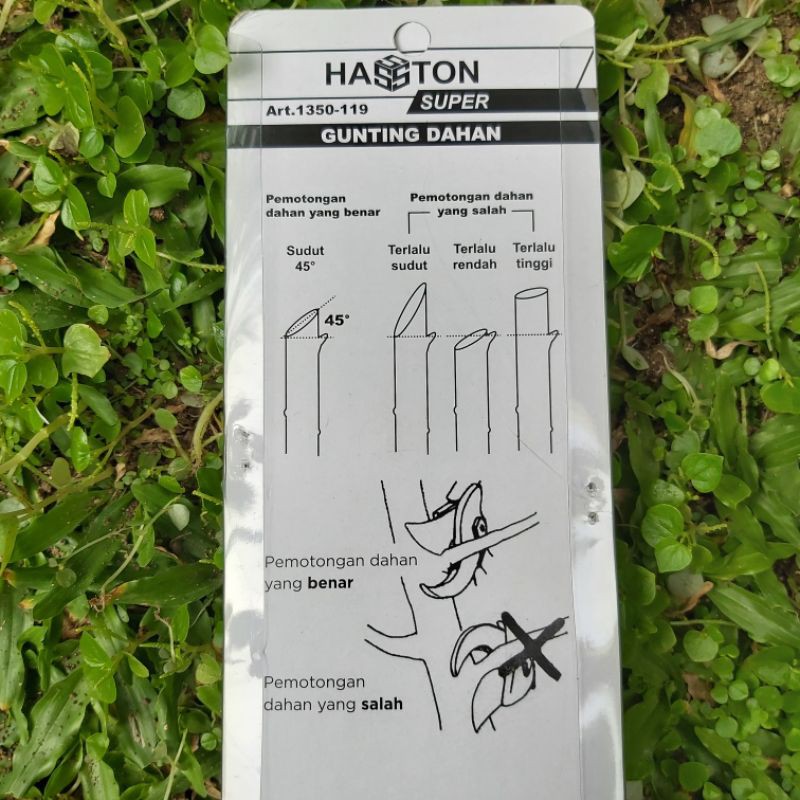 HASSTON
Art.1350-119
SUPER
GUNTING DAHAN
Pemotongan
dahan yang benar
Pemotongan dahan
yang salah
Sudut
45°
Terlalu
sudut
Terlalu
rendah
Terlalu
tinggi
45°
Pemotongan dahan
yang benar
Pemotongan
dahan yang salah